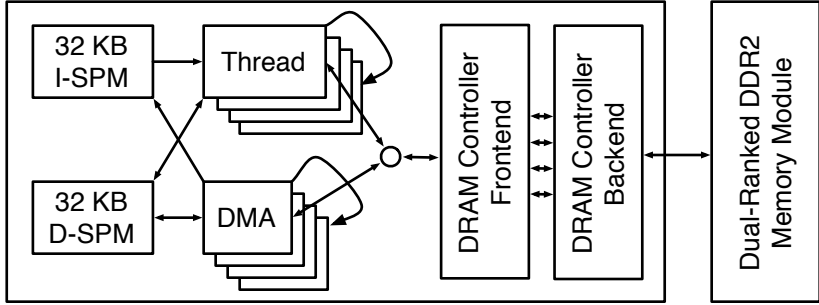 32 KB
I-SPM
Thread
32 KB
D-SPM
DMA
DRAM Controller
Frontend
DRAM Controller
Backend
Dual-Ranked DDR2
Memory Module